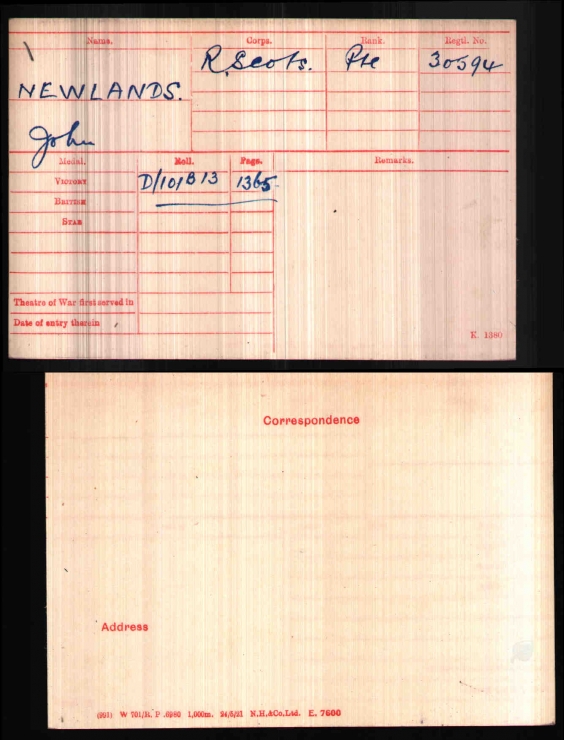 Name. Corps. Rank. Regtl. No.
R. Scots. Pte 30594
NEWLANDS.
John
Medal. Roll. Page. Remarks.
VICTORY D/101B13 1365
BRITISH
STAR
Theatre of War first served in
Date of entry therein
K. 1380
Correspondence
Address
W 701/R. P .6980 1,000m. 24/5/21 N.H.&Co.Ltd. E. 7600